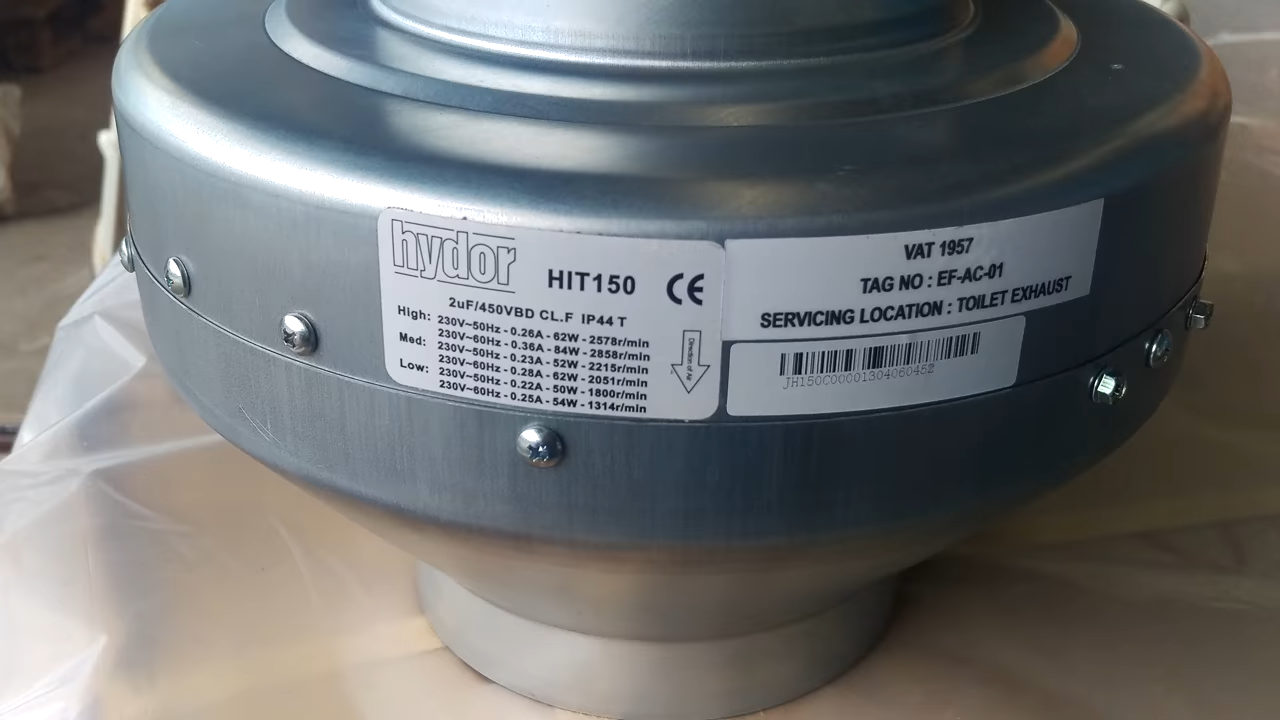 hydor
HIT150
CE
2uF/450VBD CL.F IP44 T
High: 230V~50Hz - 0.26A - 62W - 2578r/min
230V~60Hz - 0.36A - 84W - 2858r/min
Med: 230V~50Hz - 0.23A - 52W - 2215r/min
230V~60Hz - 0.28A - 62W - 2051r/min
Low: 230V~50Hz - 0.22A - 50W - 1800r/min
230V~60Hz - 0.25A - 54W - 1314r/min
Direction of Air
VAT 1957
TAG NO : EF-AC-01
SERVICING LOCATION : TOILET EXHAUST
JH150C00001304060452